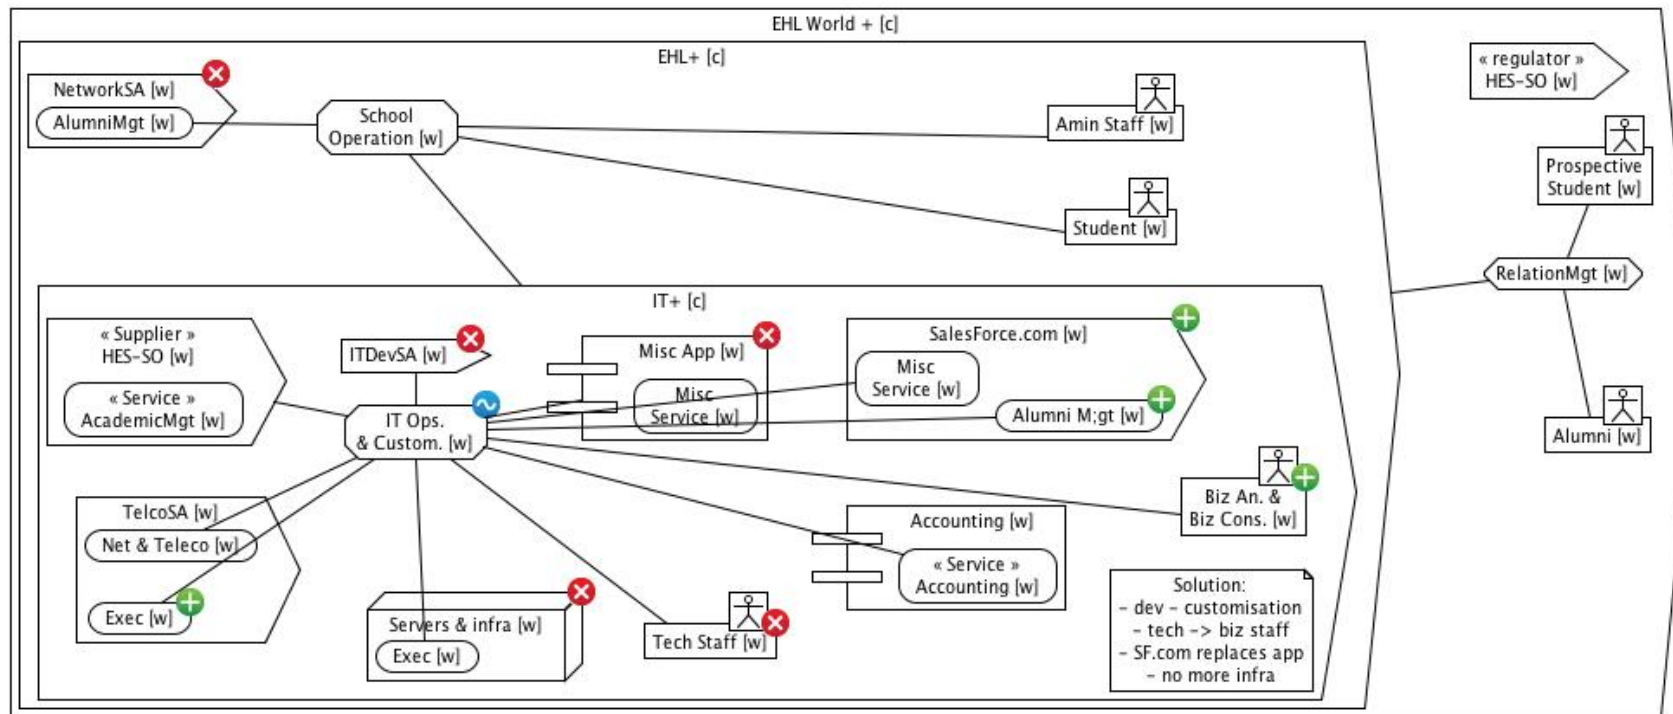 EHL World + [c]
EHL+ [c]
« regulator »
HES-SO [w]
NetworkSA [w]
AlumniMgt [w]
School
Operation [w]
Amin Staff [w]
Prospective
Student [w]
Student [w]
RelationMgt [w]
IT+ [c]
« Supplier »
HES-SO [w]
« Service »
AcademicMgt [w]
ITDevSA [w]
IT Ops.
& Custom. [w]
Misc App [w]
Misc
Service [w]
SalesForce.com [w]
Misc
Service [w]
Alumni M;gt [w]
Alumni [w]
Biz An. &
Biz Cons. [w]
TelcoSA [w]
Net & Teleco [w]
Exec [w]
Servers & infra [w]
Exec [w]
Tech Staff [w]
Accounting [w]
« Service »
Accounting [w]
Solution:
- dev - customisation
- tech -> biz staff
- SF.com replaces app
- no more infra